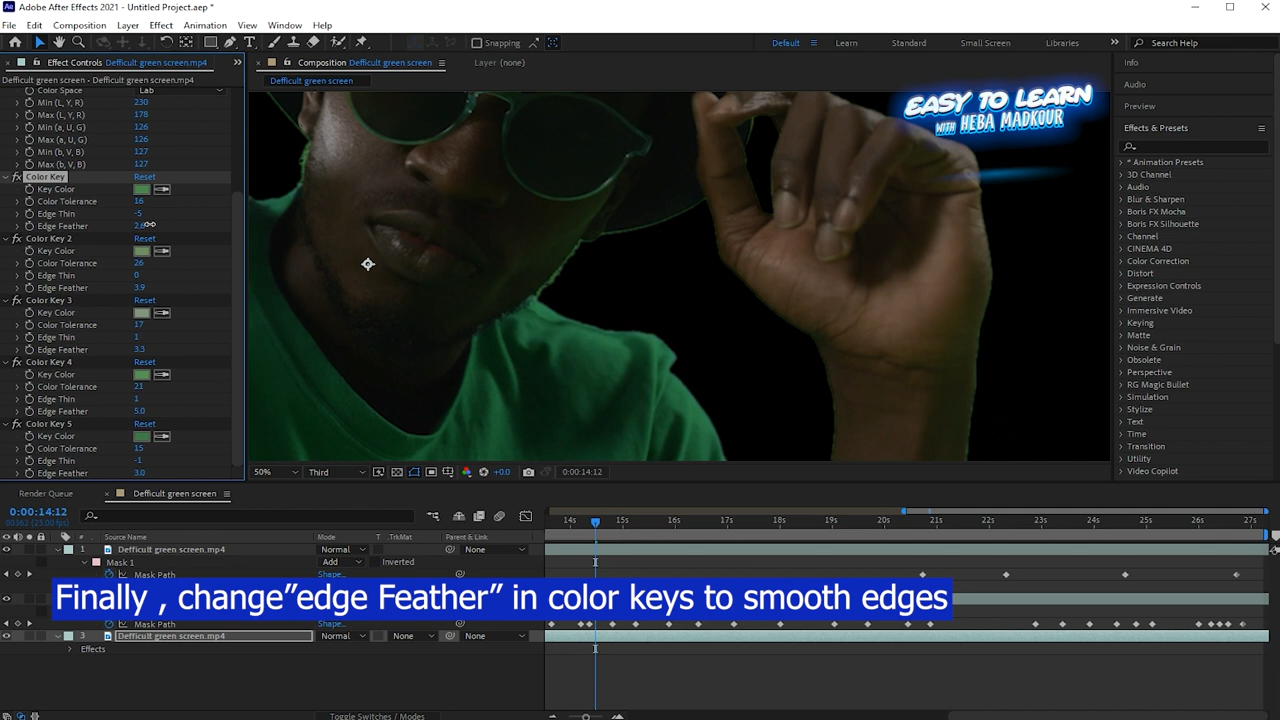 Adobe After Effects 2021 - Untitled Project.aep *
File Edit Composition Layer Effect Animation View Window Help
Snapping Default Learn Standard Small Screen Libraries Search Help
Effect Controls Defficult green screen.mp4
Composition Defficult green screen
Layer (none)
Defficult green screen • Defficult green screen.mp4
Defficult green screen
Color Space Lab
Min (L, Y, R) 230
Max (L, Y, R) 178
Min (a, U, G) 126
Max (a, U, G) 126
Min (b, V, B) 127
Max (b, V, B) 127
Color Key Reset
Key Color
Color Tolerance 16
Edge Thin -5
Edge Feather
Color Key 2 Reset
Key Color
Color Tolerance 26
Edge Thin 0
Edge Feather 3.9
Color Key 3 Reset
Key Color
Color Tolerance 17
Edge Thin 1
Edge Feather 3.3
Color Key 4 Reset
Key Color
Color Tolerance 21
Edge Thin 1
Edge Feather 5.0
Color Key 5 Reset
Key Color
Color Tolerance 15
Edge Thin -1
Edge Feather 3.0
EASY TO LEARN
WITH HEBA MADKOUR
50% Third +0.0 0:00:14:12
Info
Audio
Preview
Effects & Presets
* Animation Presets
3D Channel
Audio
Blur & Sharpen
Boris FX Mocha
Boris FX Silhouette
Channel
CINEMA 4D
Color Correction
Distort
Expression Controls
Generate
Immersive Video
Keying
Matte
Noise & Grain
Obsolete
Perspective
RG Magic Bullet
Simulation
Stylize
Text
Time
Transition
Utility
Video Copilot
Render Queue Defficult green screen
0:00:14:12
00362 (25.00 fps)
14s 15s 16s 17s 18s 19s 20s 21s 22s 23s 24s 25s 26s 27s
# Source Name Mode T .TrkMat Parent & Link
1 Defficult green screen.mp4 Normal None
Mask 1 Add Inverted
Mask Path Shape...
Finally , change”edge Feather” in color keys to smooth edges
Mask Path Shape...
3 Defficult green screen.mp4 Normal None None
Effects
Toggle Switches / Modes